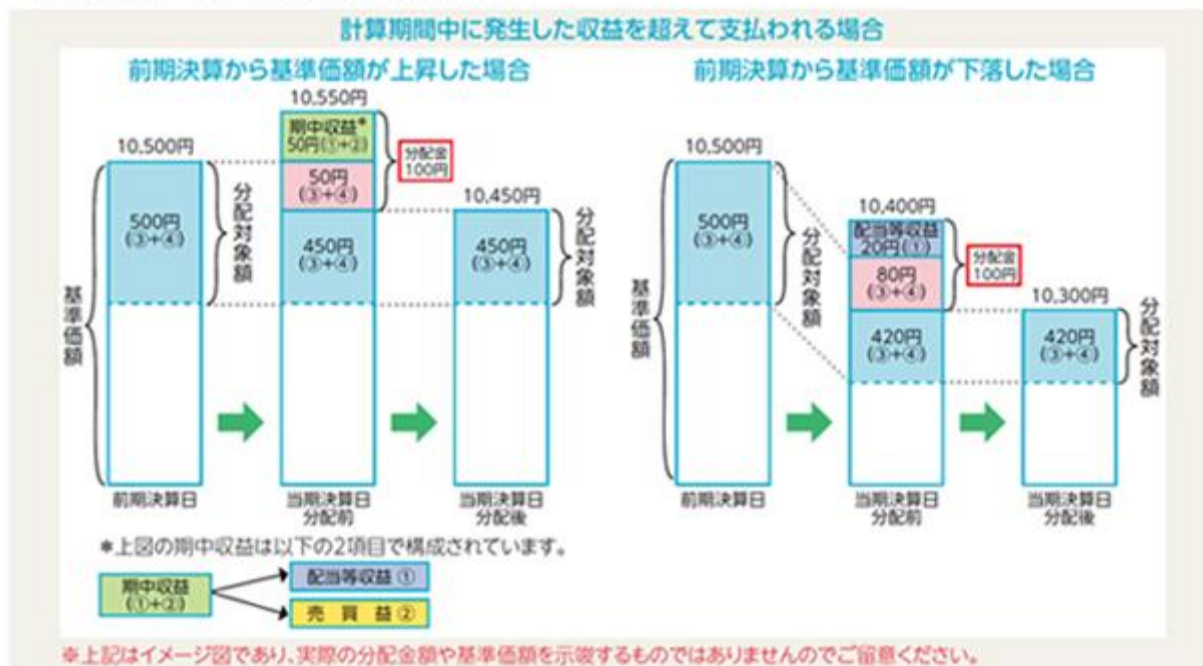 計算期間中に発生した収益を超えて支払われる場合
前期決算から基準価額が上昇した場合
10,500円
500円
(③+④)
分配対象額
基準価額
前期決算日
10,550円
期中収益*
50円(①+②)
50円
(③+④)
分配金
100円
450円
(③+④)
当期決算日
分配前
10,450円
450円
(③+④)
分配対象額
当期決算日
分配後
前期決算から基準価額が下落した場合
10,500円
500円
(③+④)
分配対象額
基準価額
前期決算日
10,400円
配当等収益
20円(①)
80円
(③+④)
分配金
100円
420円
(③+④)
当期決算日
分配前
10,300円
420円
(③+④)
分配対象額
当期決算日
分配後
*上図の期中収益は以下の2項目で構成されています。
期中収益
(①+②)
配当等収益 ①
売 買 益 ②
※上記はイメージ図であり、実際の分配金額や基準価額を示唆するものではありませんのでご留意ください。